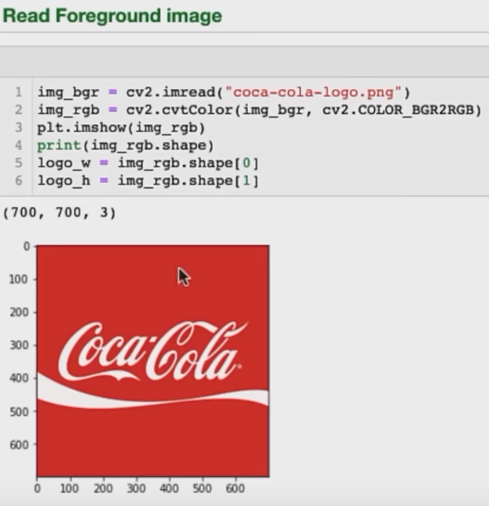 Read Foreground image
1 img_bgr = cv2.imread("coca-cola-logo.png")
2 img_rgb = cv2.cvtColor(img_bgr, cv2.COLOR_BGR2RGB)
3 plt.imshow(img_rgb)
4 print(img_rgb.shape)
5 logo_w = img_rgb.shape[0]
6 logo_h = img_rgb.shape[1]
(700, 700, 3)
0
100
200
300
Coca-Cola
400
500
600
0 100 200 300 400 500 600